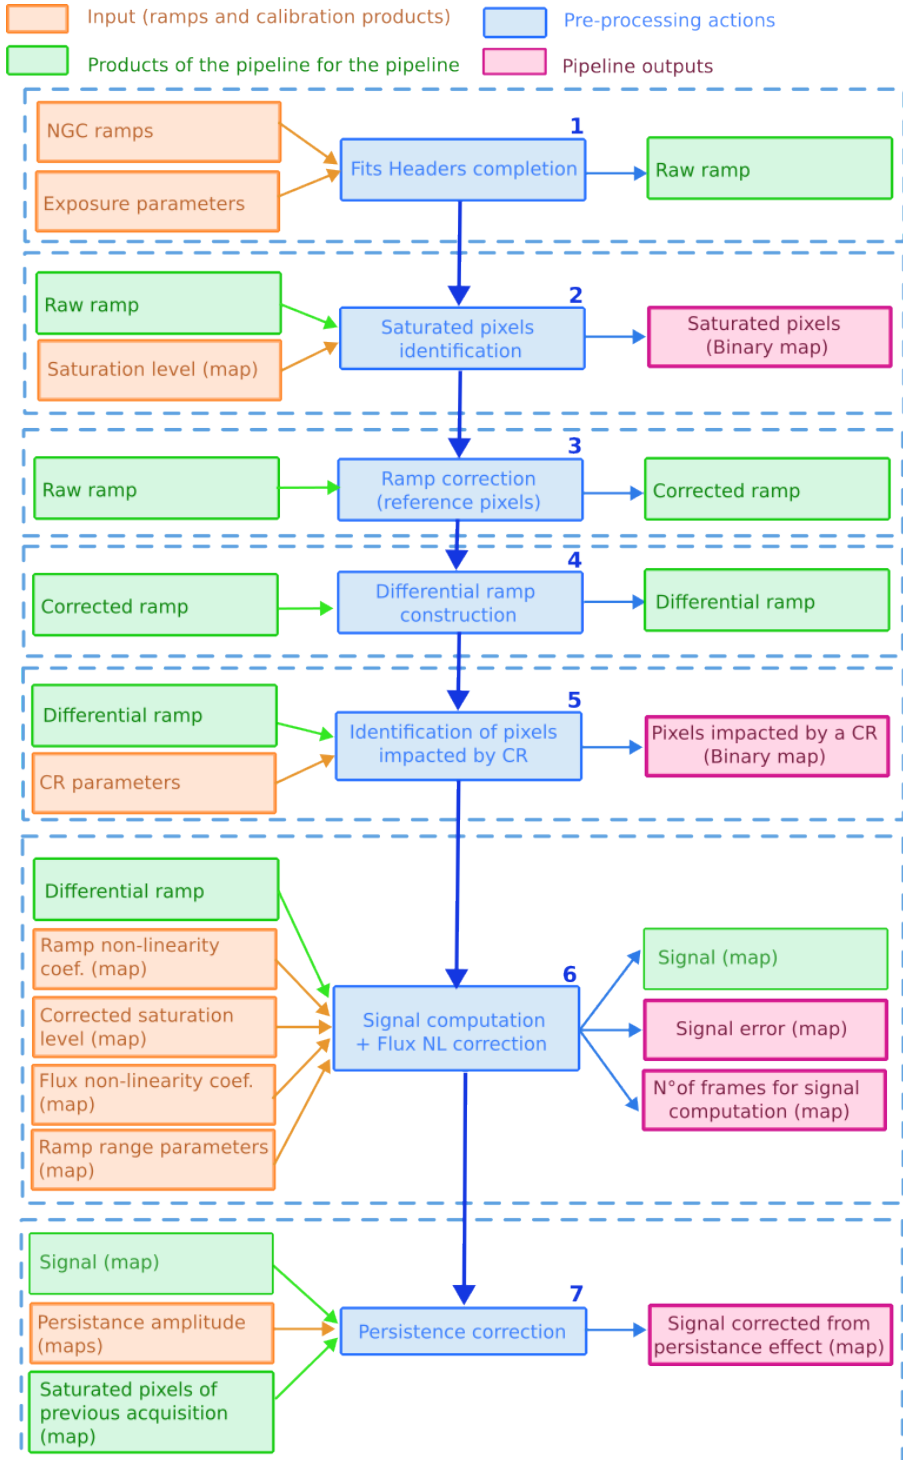 Input (ramps and calibration products)
Pre-processing actions
Products of the pipeline for the pipeline
Pipeline outputs
NGC ramps
Exposure parameters
1
Fits Headers completion
Raw ramp
Raw ramp
Saturation level (map)
2
Saturated pixels
identification
Saturated pixels
(Binary map)
Raw ramp
3
Ramp correction
(reference pixels)
Corrected ramp
Corrected ramp
4
Differential ramp
construction
Differential ramp
Differential ramp
CR parameters
5
Identification of pixels
impacted by CR
Pixels impacted by a CR
(Binary map)
Differential ramp
Ramp non-linearity
coef. (map)
Corrected saturation
level (map)
Flux non-linearity coef.
(map)
Ramp range parameters
(map)
6
Signal computation
+ Flux NL correction
Signal (map)
Signal error (map)
N°of frames for signal
computation (map)
Signal (map)
Persistance amplitude
(maps)
Saturated pixels of
previous acquisition
(map)
7
Persistence correction
Signal corrected from
persistance effect (map)